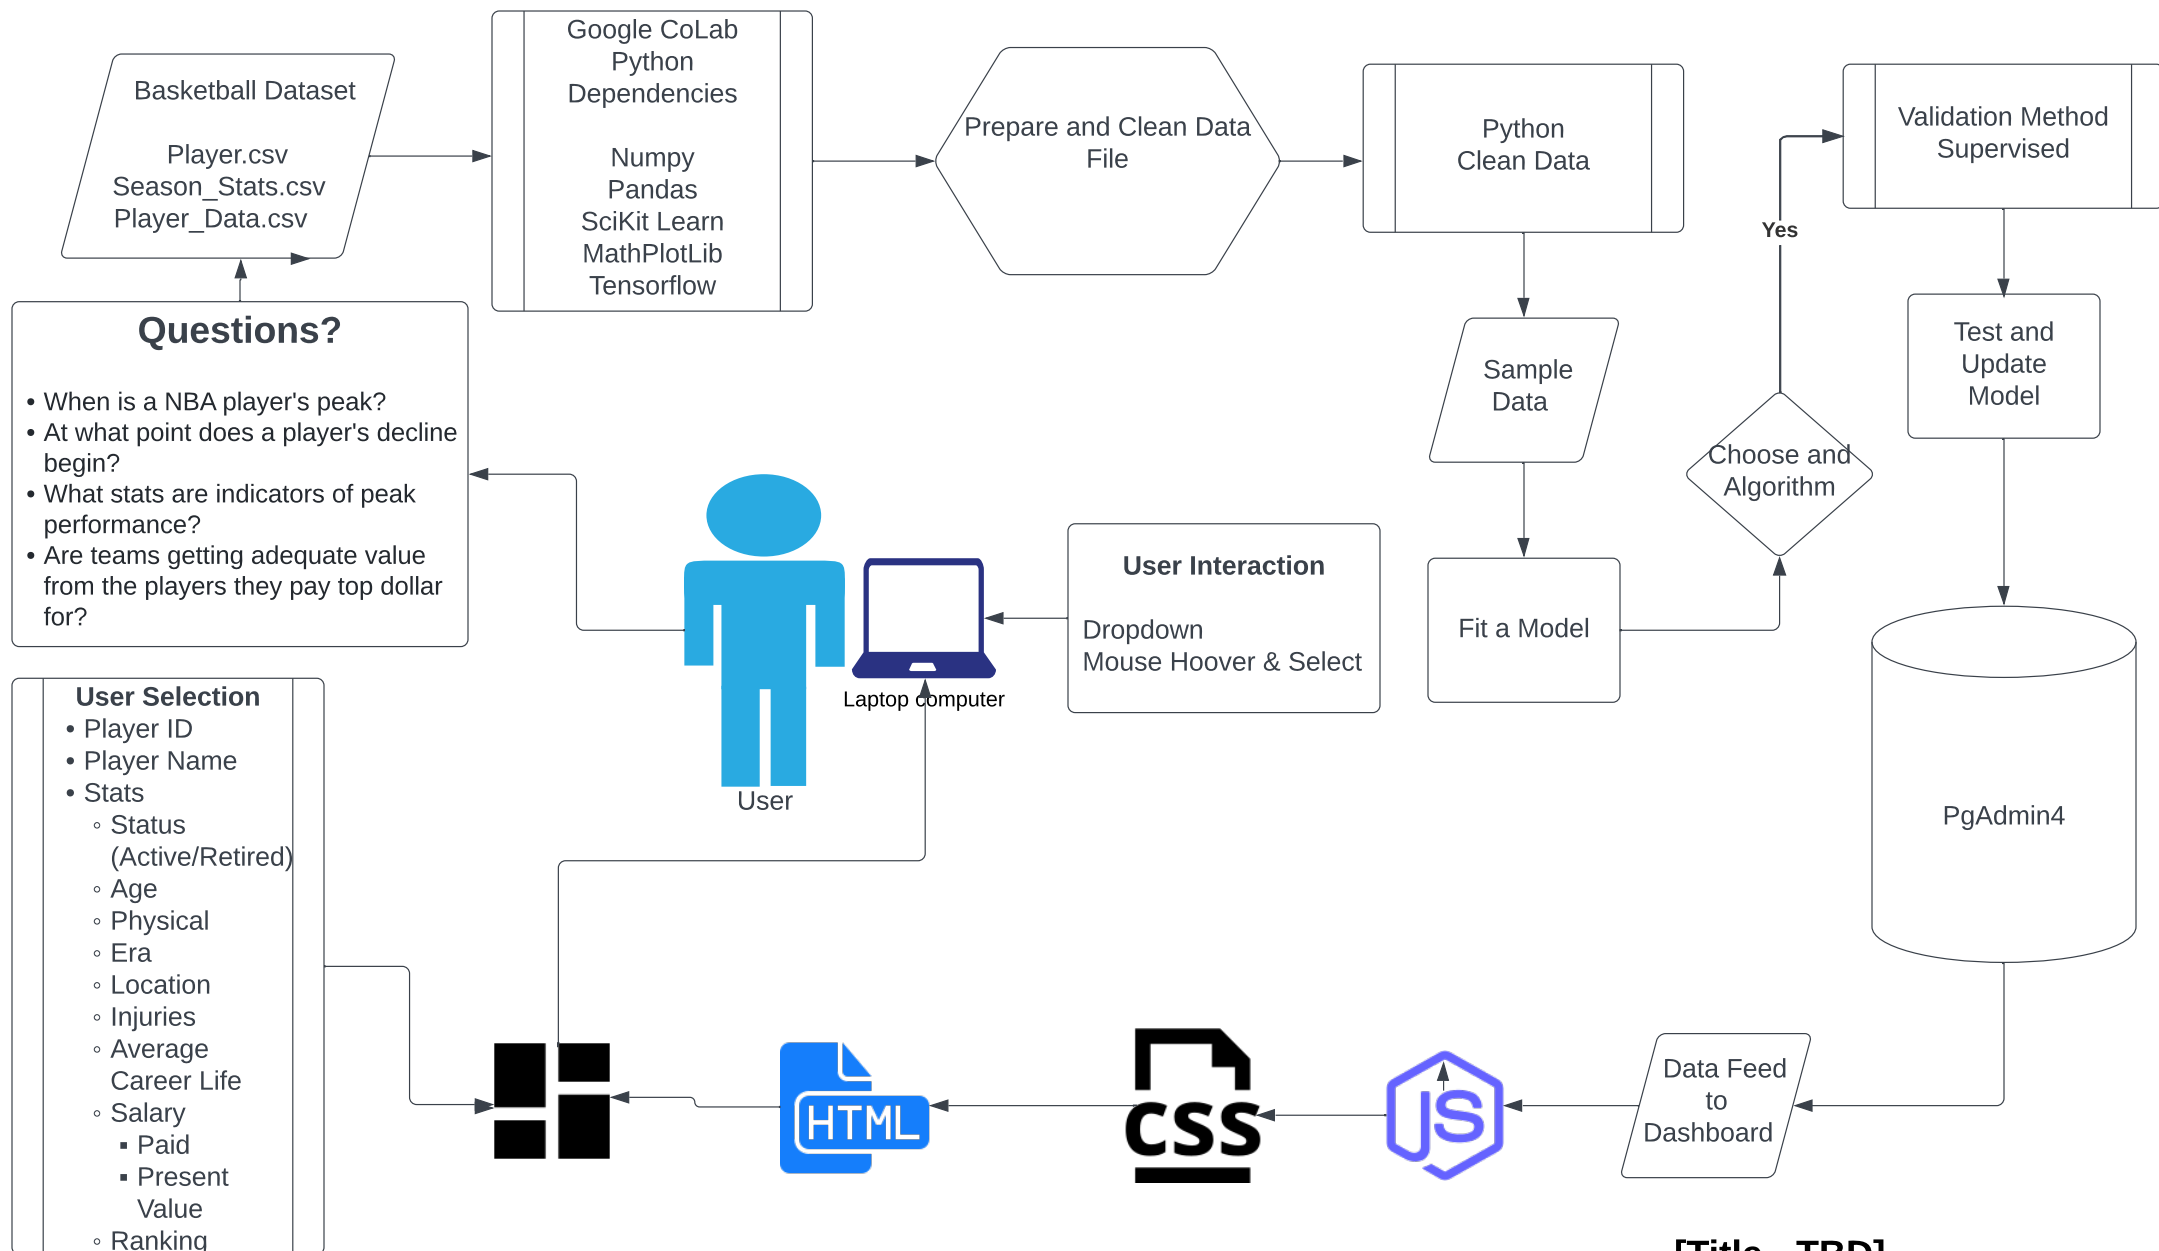 Basketball Dataset
Player.csv
Season_Stats.csv
Player_Data.csv
Google CoLab
Python
Dependencies
Numpy
Pandas
SciKit Learn
MathPlotLib
Tensorflow
Prepare and Clean Data
File
Python
Clean Data
Yes
Validation Method
Supervised
Questions?
• When is a NBA player's peak?
• At what point does a player's decline
begin?
• What stats are indicators of peak
performance?
• Are teams getting adequate value
from the players they pay top dollar
for?
Sample
Data
Choose and
Algorithm
Test and
Update
Model
User Interaction
Dropdown
Mouse Hoover & Select
Fit a Model
Laptop computer
User
PgAdmin4
User Selection
• Player ID
• Player Name
• Stats
◦ Status
(Active/Retired)
◦ Age
◦ Physical
◦ Era
◦ Location
◦ Injuries
◦ Average
Career Life
◦ Salary
▪ Paid
▪ Present
Value
◦ Ranking
HTML
CSS
JS
Data Feed
to
Dashboard
[Title - TBD]